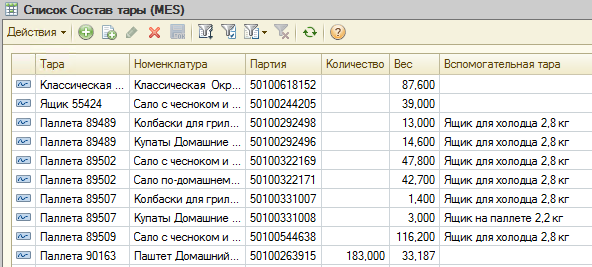 Список Состав тары (MES)
Действия
Тара Номенклатура Партия Количество Вес Вспомогательная тара
Классическая ... Классическая Окр... 50100618152 87,600
Ящик 55424 Сало с чесноком и ... 50100244205 39,000
Паллета 89489 Колбаски для грил... 50100292498 13,000 Ящик для холодца 2,8 кг
Паллета 89489 Купаты Домашние ... 50100292496 14,600 Ящик для холодца 2,8 кг
Паллета 89502 Сало с чесноком и ... 50100322169 47,800 Ящик для холодца 2,8 кг
Паллета 89502 Сало по-домашнем... 50100322171 42,700 Ящик для холодца 2,8 кг
Паллета 89507 Колбаски для грил... 50100331007 1,400 Ящик для холодца 2,8 кг
Паллета 89507 Купаты Домашние ... 50100331008 3,000 Ящик на паллете 2,2 кг
Паллета 89509 Сало с чесноком и ... 50100544638 116,200 Ящик для холодца 2,8 кг
Паллета 90163 Паштет Домашний... 50100263915 183,000 33,187